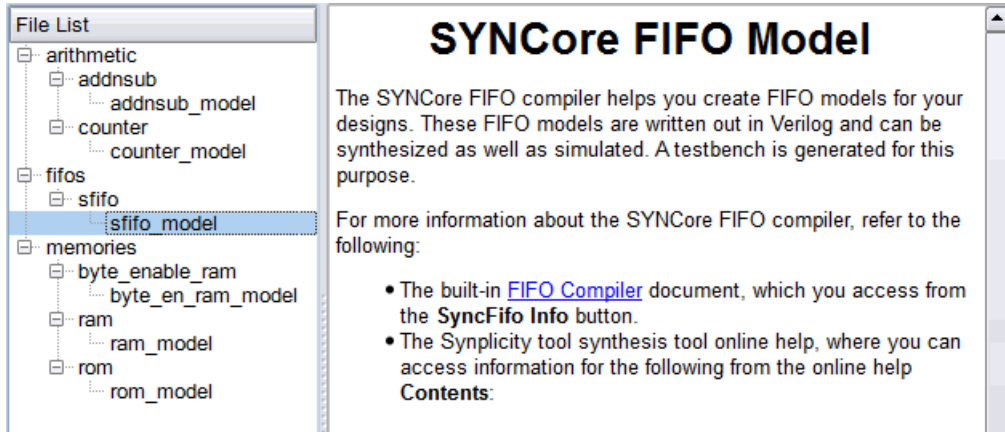 File List
arithmetic
addnsub
addnsub_model
counter
counter_model
fifos
sfifo
sfifo_model
memories
byte_enable_ram
byte_en_ram_model
ram
ram_model
rom
rom_model
SYNCore FIFO Model
The SYNCore FIFO compiler helps you create FIFO models for your
designs. These FIFO models are written out in Verilog and can be
synthesized as well as simulated. A testbench is generated for this
purpose.
For more information about the SYNCore FIFO compiler, refer to the
following:
• The built-in FIFO Compiler document, which you access from
the SyncFifo Info button.
• The Synplicity tool synthesis tool online help, where you can
access information for the following from the online help
Contents: